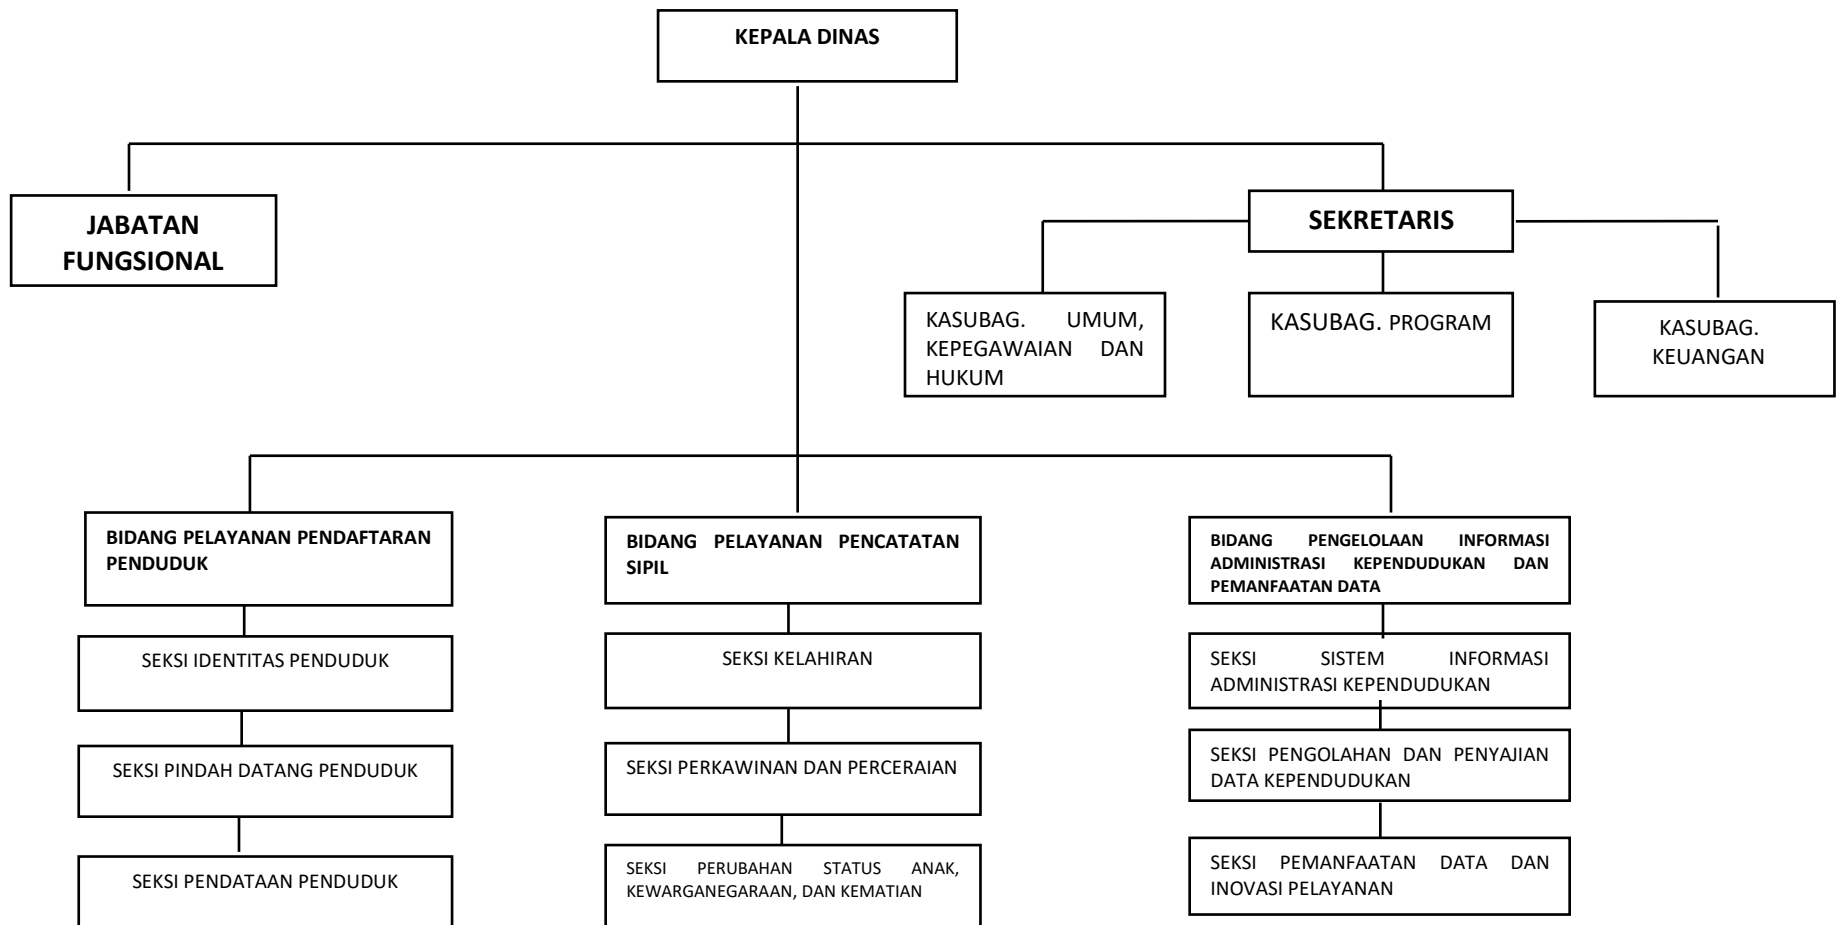 KEPALA DINAS
JABATAN
FUNGSIONAL
SEKRETARIS
KASUBAG. UMUM,
KEPEGAWAIAN DAN
HUKUM
KASUBAG. PROGRAM
KASUBAG.
KEUANGAN
BIDANG PELAYANAN PENDAFTARAN
PENDUDUK
BIDANG PELAYANAN PENCATATAN
SIPIL
BIDANG PENGELOLAAN INFORMASI
ADMINISTRASI KEPENDUDUKAN DAN
PEMANFAATAN DATA
SEKSI IDENTITAS PENDUDUK
SEKSI KELAHIRAN
SEKSI SISTEM INFORMASI
ADMINISTRASI KEPENDUDUKAN
SEKSI PINDAH DATANG PENDUDUK
SEKSI PERKAWINAN DAN PERCERAIAN
SEKSI PENGOLAHAN DAN PENYAJIAN
DATA KEPENDUDUKAN
SEKSI PENDATAAN PENDUDUK
SEKSI PERUBAHAN STATUS ANAK,
KEWARGANEGARAAN, DAN KEMATIAN
SEKSI PEMANFAATAN DATA DAN
INOVASI PELAYANAN